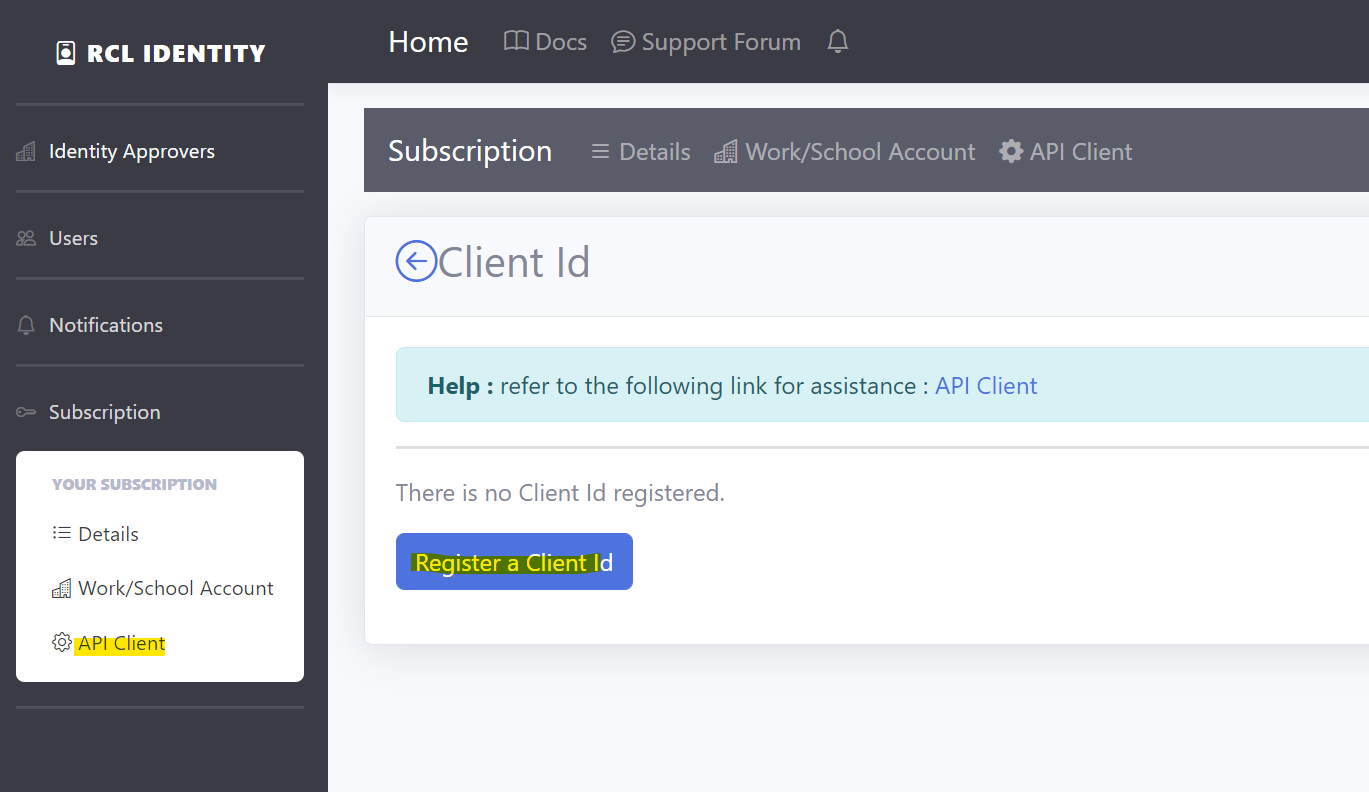 RCL IDENTITY
Home Docs Support Forum
Identity Approvers
Users
Notifications
Subscription
YOUR SUBSCRIPTION
Details
Work/School Account
API Client
Subscription Details Work/School Account API Client
Client Id
Help : refer to the following link for assistance : API Client
There is no Client Id registered.
Register a Client Id